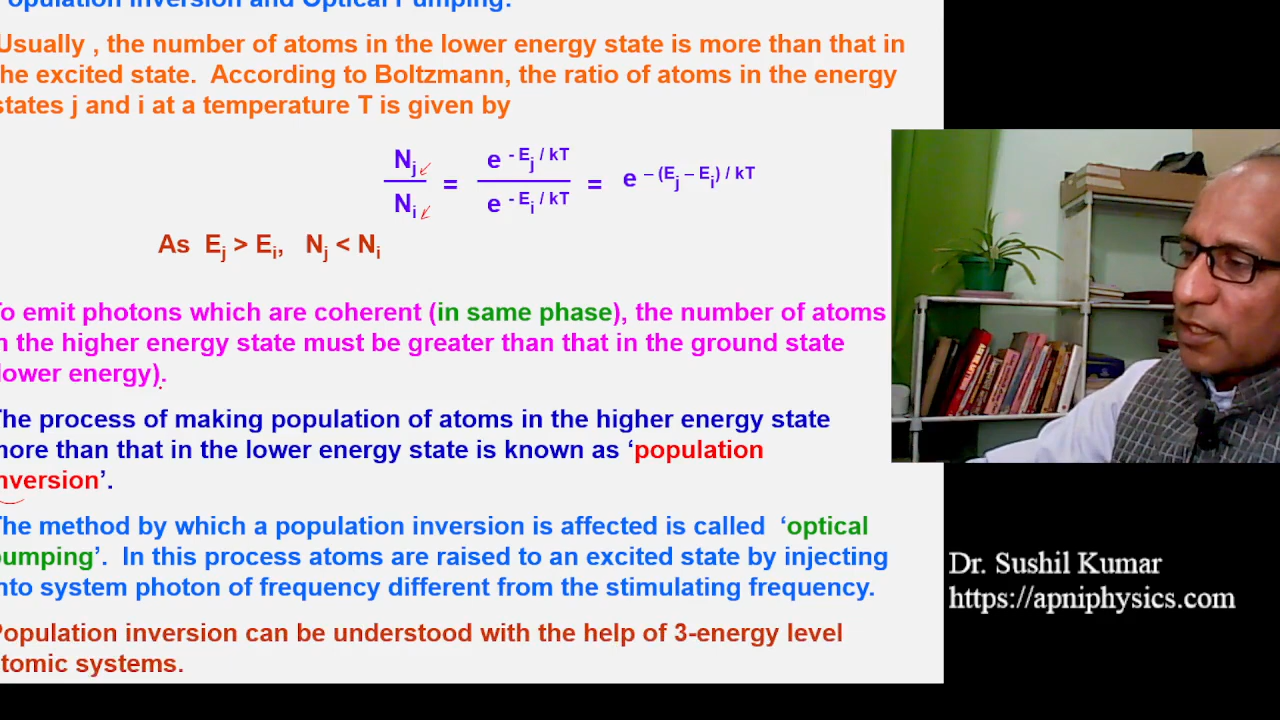 opulation Inversion and Optical Pumping:
Usually , the number of atoms in the lower energy state is more than that in
he excited state. According to Boltzmann, the ratio of atoms in the energy
states j and i at a temperature T is given by
Nj / Ni = e - Ej / kT / e - Ei / kT = e – (Ej – Ei) / kT
As Ej > Ei, Nj < Ni
To emit photons which are coherent (in same phase), the number of atoms
n the higher energy state must be greater than that in the ground state
lower energy).
The process of making population of atoms in the higher energy state
more than that in the lower energy state is known as ‘population
nversion’.
The method by which a population inversion is affected is called ‘optical
pumping’. In this process atoms are raised to an excited state by injecting
nto system photon of frequency different from the stimulating frequency.
Population inversion can be understood with the help of 3-energy level
tomic systems.
Dr. Sushil Kumar
https://apniphysics.com